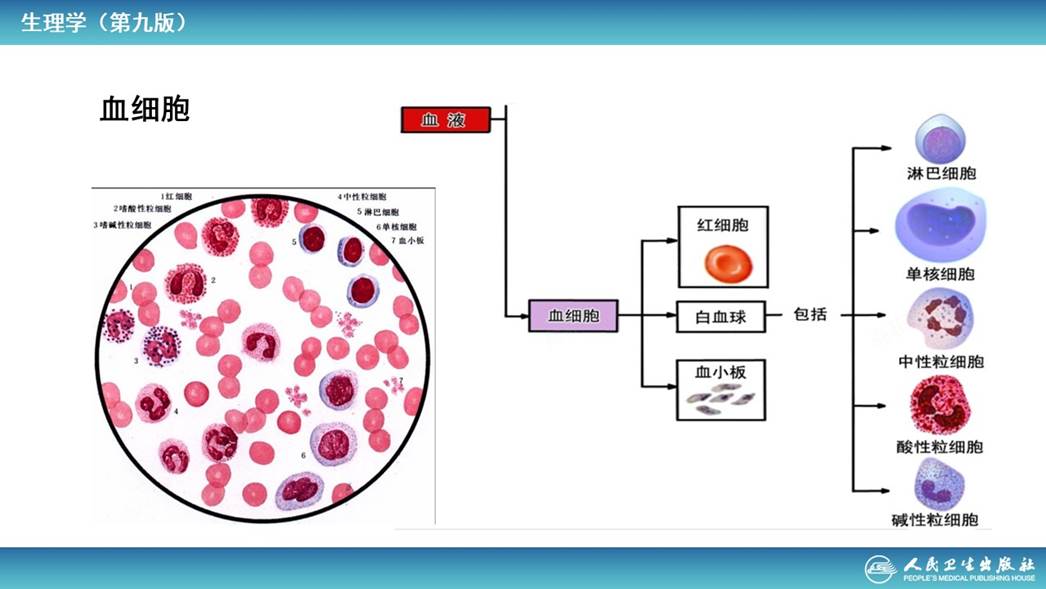 生理学（第九版）
血细胞
1红细胞
2嗜酸性粒细胞
3嗜碱性粒细胞
4中性粒细胞
5淋巴细胞
6单核细胞
7血小板
1
2
3
4
5
6
7
血 液
血细胞
红细胞
白血球
血小板
包括
淋巴细胞
单核细胞
中性粒细胞
酸性粒细胞
碱性粒细胞
人民卫生出版社
PEOPLE'S MEDICAL PUBLISHING HOUSE